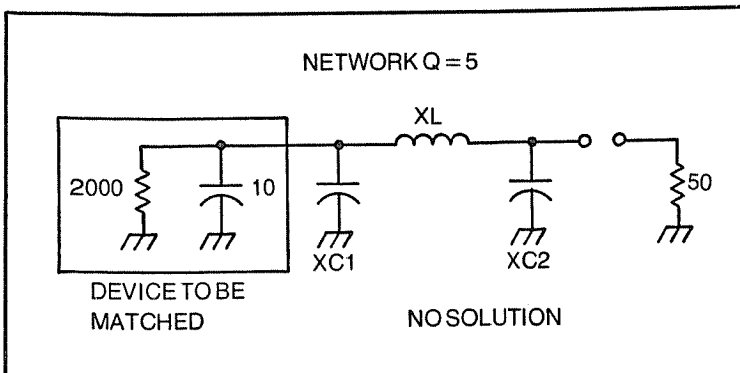 NETWORK Q = 5
XL
2000
10
50
XC1
XC2
DEVICE TO BE
MATCHED
NO SOLUTION